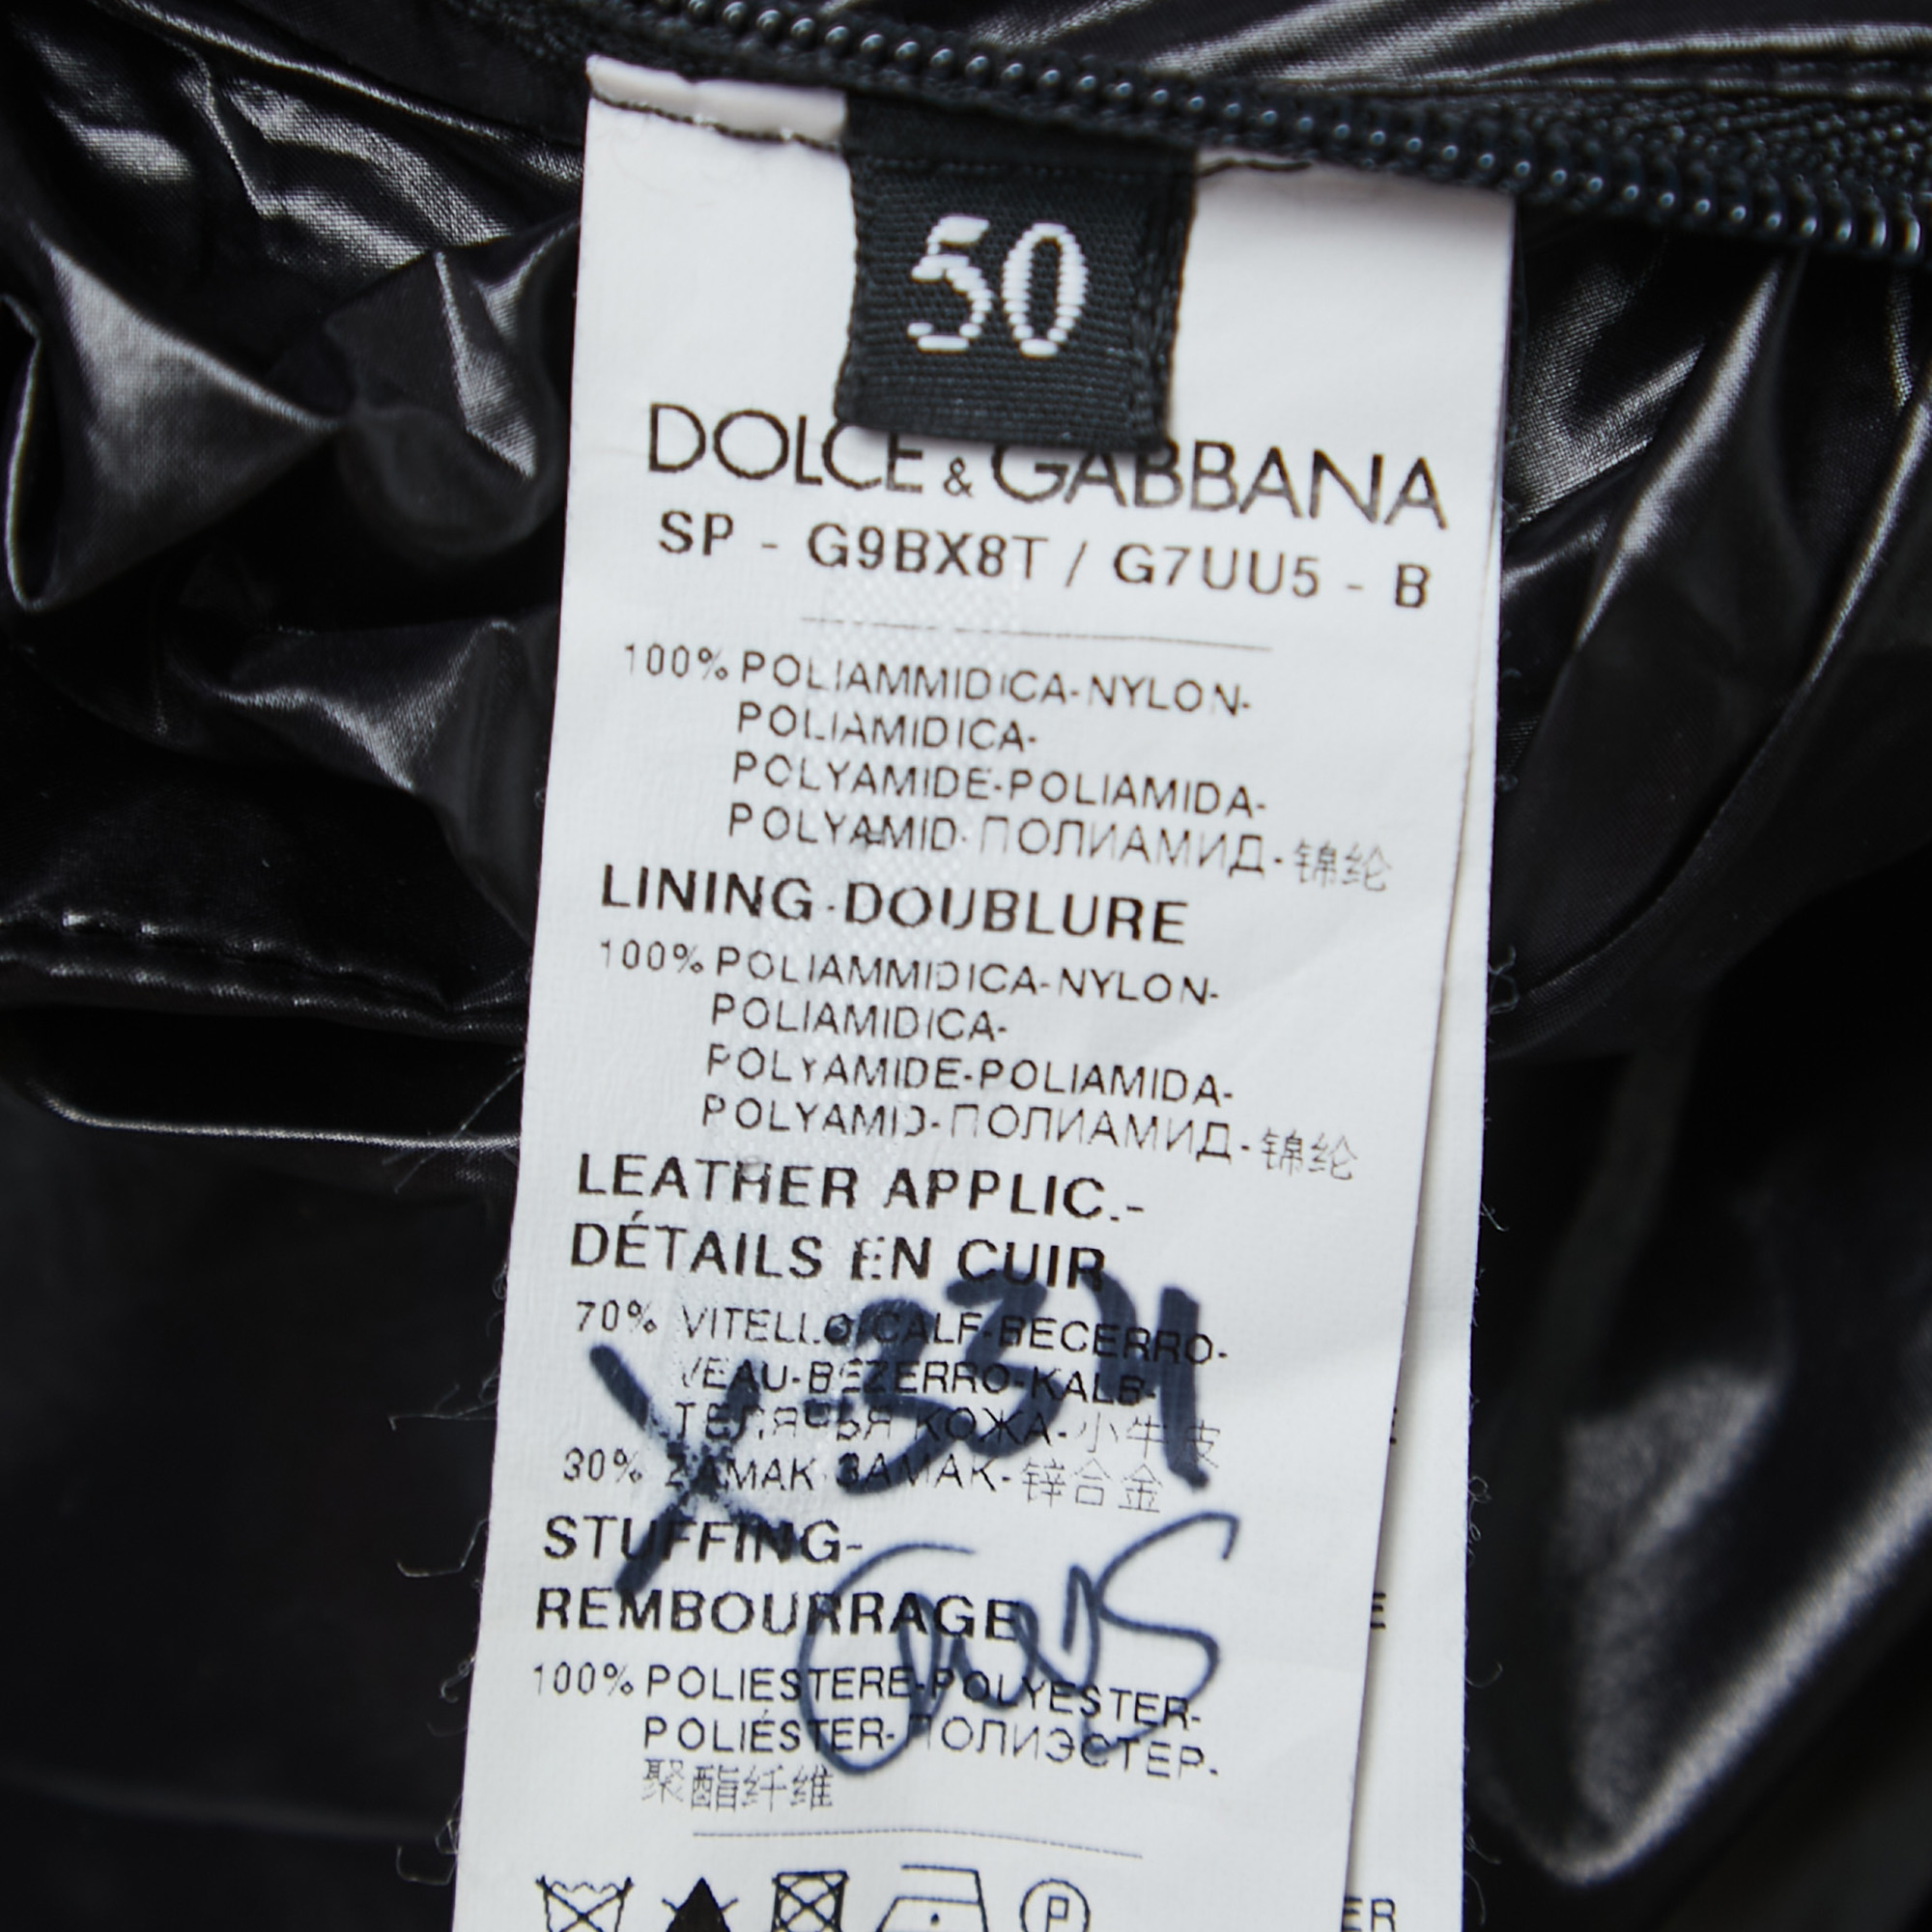 50
DOLCE & GABBANA
SP - G9BX8T / G7UU5 - B
100% POLIAMMIDICA-NYLON-
POLIAMIDICA-
POLYAMIDE-POLIAMIDA-
POLYAMID-ПОЛИАМИД-锦纶
LINING-DOUBLURE
100% POLIAMMIDICA-NYLON-
POLIAMIDICA-
POLYAMIDE-POLIAMIDA-
POLYAMID-ПОЛИАМИД-锦纶
LEATHER APPLIC.-
DÉTAILS EN CUIR
70% VITELLO-CALF-BECERRO-
VEAU-BEZERRO-KALB-
ТЕЛЯЧЬЯ КОЖА-小牛皮
30% ZAMAK-ЗАМАК-锌合金
STUFFING-
REMBOURRAGE
100% POLIESTERE-POLYESTER-
POLIÉSTER-ПОЛИЭСТЕР-
聚酯纤维
P
E
ER